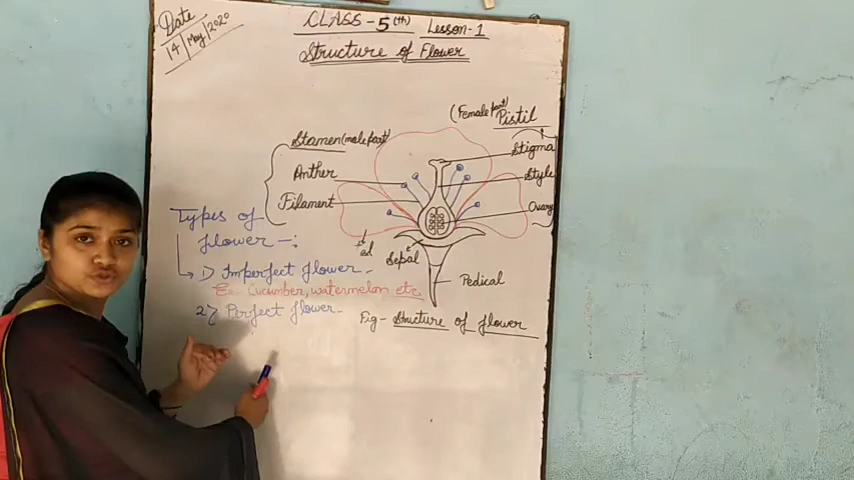 Date
14 May 2020
CLASS-5(th) Lesson-1
Structure of Flower
(Female part)
Pistil
Stamen (male part)
Stigma
Anther
Style
Filament
Ovary
Types of
flower -:
Sepal
1) Imperfect flower -
Ex- Cucumber, watermelon etc.
Pedical
2) Perfect flower -
Fig- Structure of flower